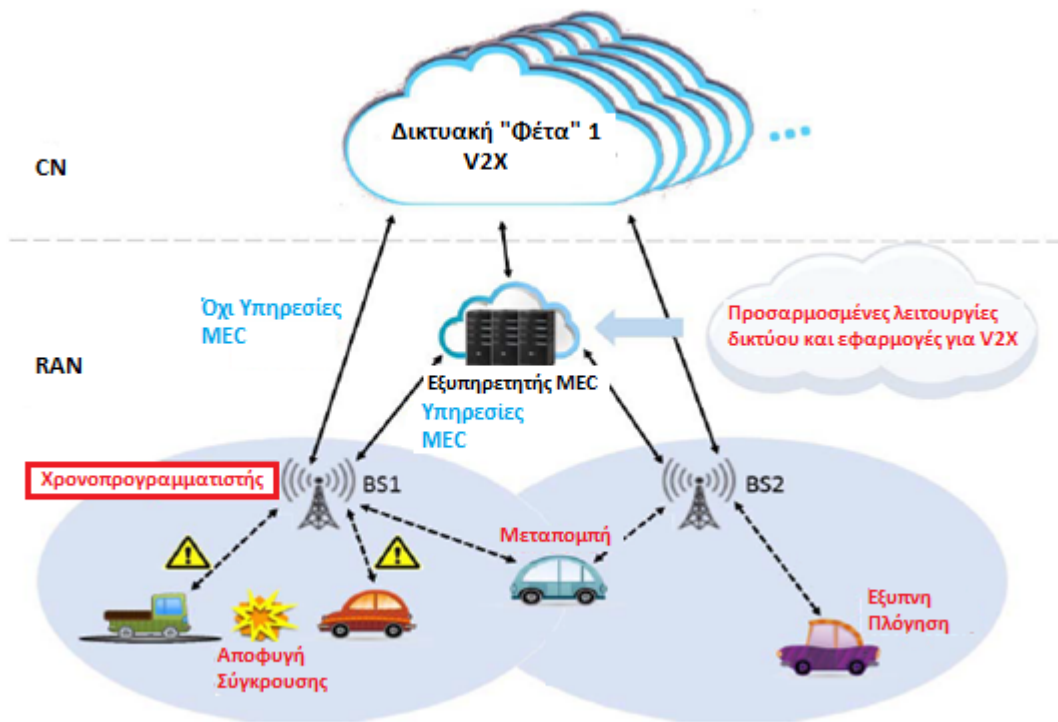 Δικτυακή "Φέτα" 1
V2X
CN
Όχι Υπηρεσίες
MEC
Προσαρμοσμένες λειτουργίες
δικτύου και εφαρμογές για V2X
RAN
Εξυπηρετητής MEC
Υπηρεσίες
MEC
Χρονοπρογραμματιστής
BS1
BS2
Μεταπομπή
Εξυπνη
Πλόγηση
Αποφυγή
Σύγκρουσης